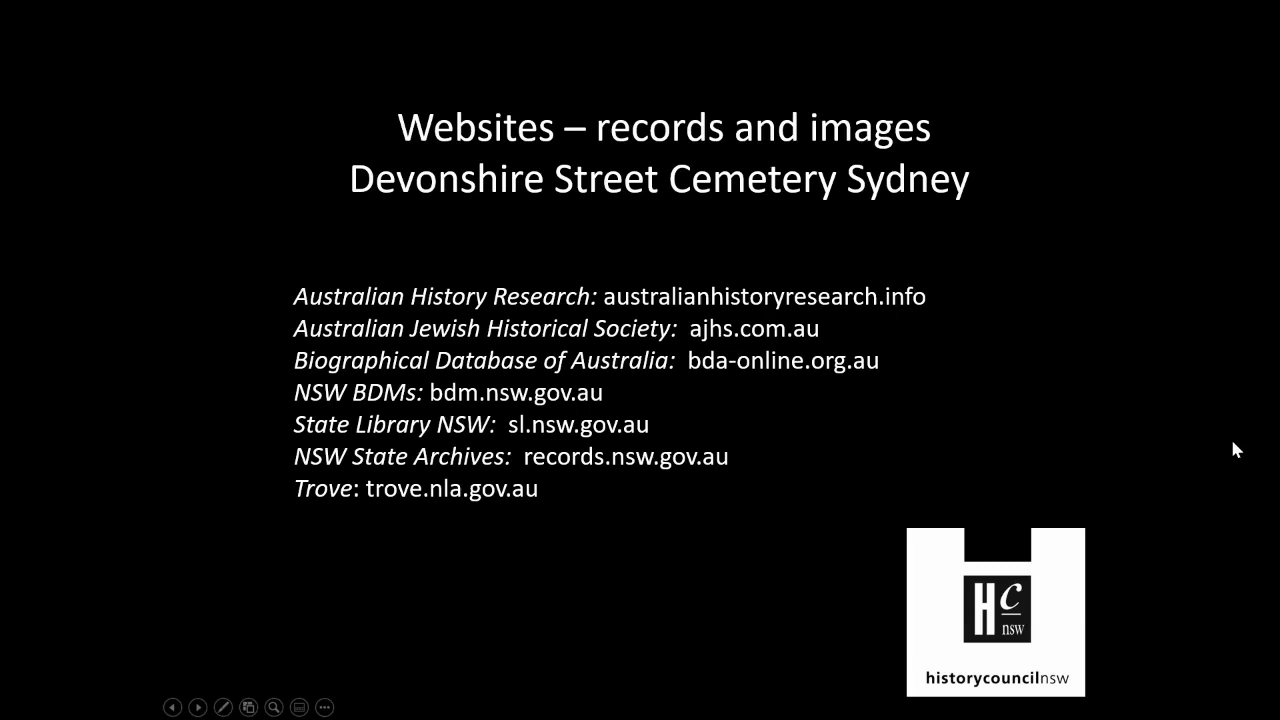 Websites – records and images
Devonshire Street Cemetery Sydney
Australian History Research: australianhistoryresearch.info
Australian Jewish Historical Society: ajhs.com.au
Biographical Database of Australia: bda-online.org.au
NSW BDMs: bdm.nsw.gov.au
State Library NSW: sl.nsw.gov.au
NSW State Archives: records.nsw.gov.au
Trove: trove.nla.gov.au
Hc
nsw
historycouncilnsw